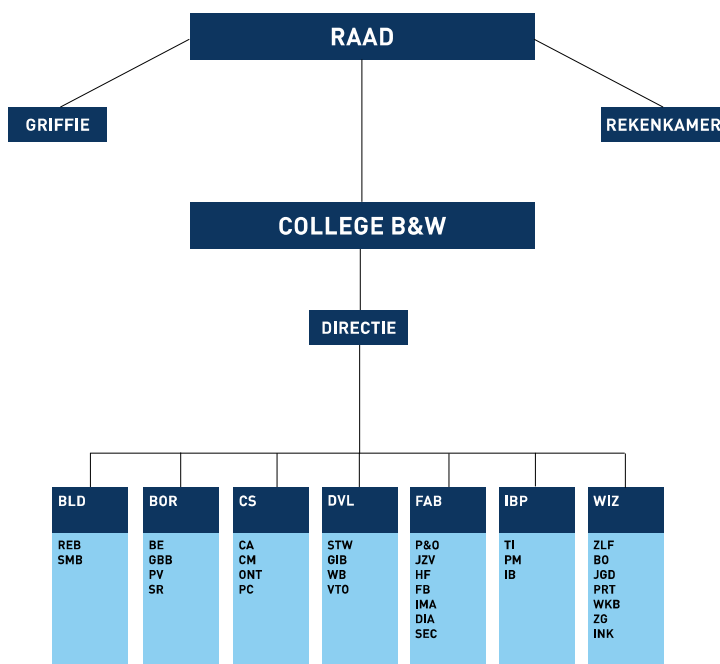 RAAD
GRIFFIE
REKENKAMER
COLLEGE B&W
DIRECTIE
BLD
REB
SMB
BOR
BE
GBB
PV
SR
CS
CA
CM
ONT
PC
DVL
STW
GIB
WB
VTO
FAB
P&O
JZV
HF
FB
IMA
DIA
SEC
IBP
TI
PM
IB
WIZ
ZLF
BO
JGD
PRT
WKB
ZG
INK